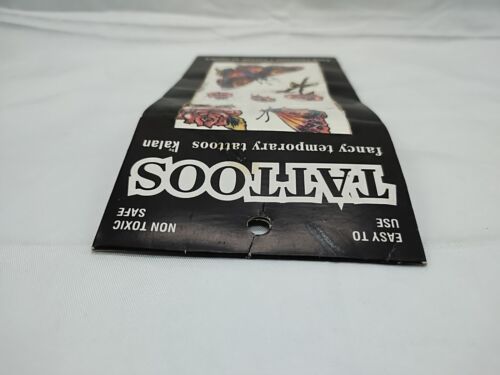 EASY TO
USE
NON TOXIC
SAFE
TATTOOS
fancy temporary tattoos kalan